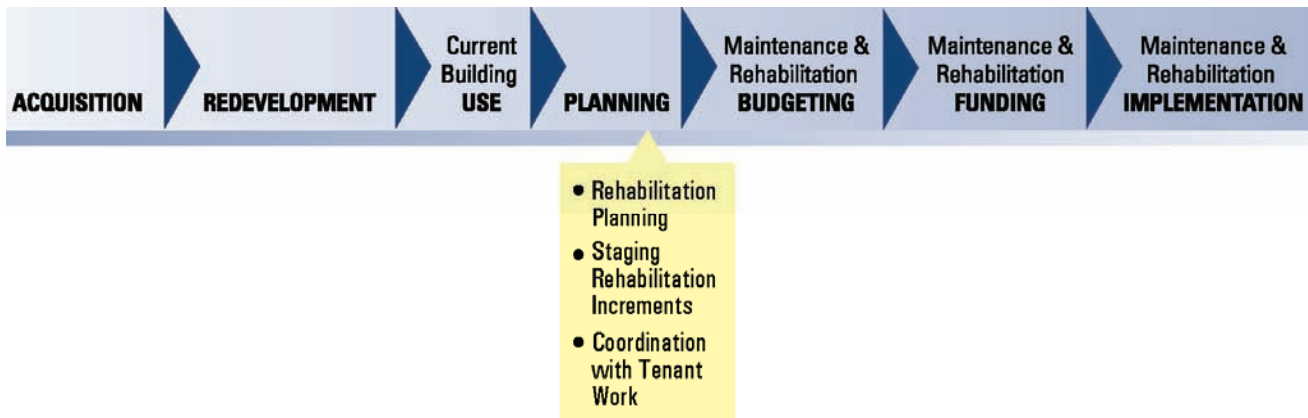 ACQUISITION
REDEVELOPMENT
Current
Building
USE
PLANNING
Maintenance &
Rehabilitation
BUDGETING
Maintenance &
Rehabilitation
FUNDING
Maintenance &
Rehabilitation
IMPLEMENTATION
• Rehabilitation
Planning
• Staging
Rehabilitation
Increments
• Coordination
with Tenant
Work